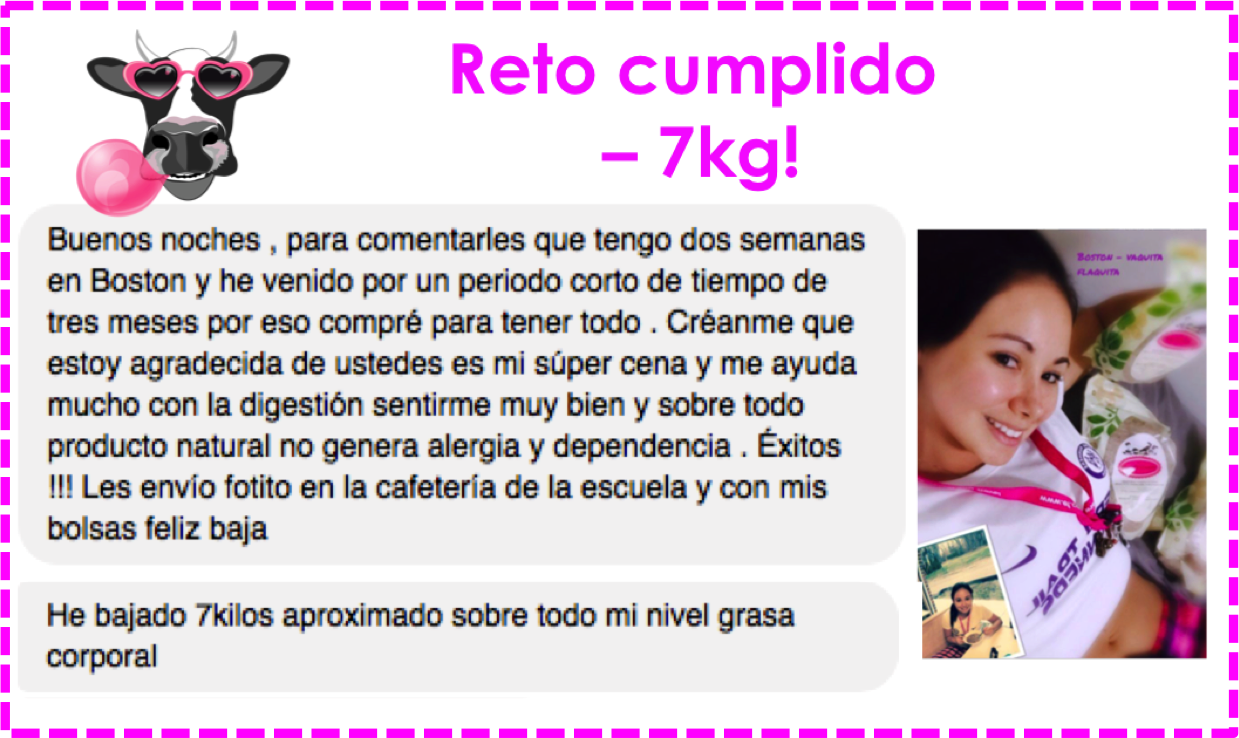 Reto cumplido
– 7kg!
Buenos noches , para comentarles que tengo dos semanas
en Boston y he venido por un periodo corto de tiempo de
tres meses por eso compré para tener todo . Créanme que
estoy agradecida de ustedes es mi súper cena y me ayuda
mucho con la digestión sentirme muy bien y sobre todo
producto natural no genera alergia y dependencia . Éxitos
!!! Les envío fotito en la cafetería de la escuela y con mis
bolsas feliz baja
He bajado 7kilos aproximado sobre todo mi nivel grasa
corporal
Boston - vaquita
flaquita